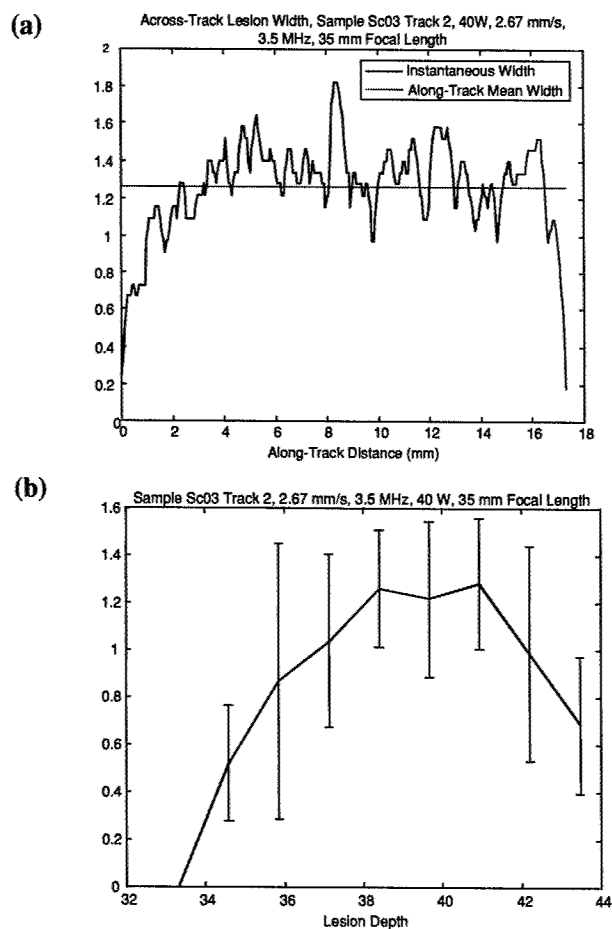 (a)
Across-Track Lesion Width, Sample Sc03 Track 2, 40W, 2.67 mm/s,
3.5 MHz, 35 mm Focal Length
2
1.8
1.6
1.4
1.2
1
0.8
0.6
0.4
0.2
0
Instantaneous Width
Along-Track Mean Width
0 2 4 6 8 10 12 14 16 18
Along-Track Distance (mm)
(b)
Sample Sc03 Track 2, 2.67 mm/s, 3.5 MHz, 40 W, 35 mm Focal Length
1.6
1.4
1.2
1
0.8
0.6
0.4
0.2
0
32 34 36 38 40 42 44
Lesion Depth